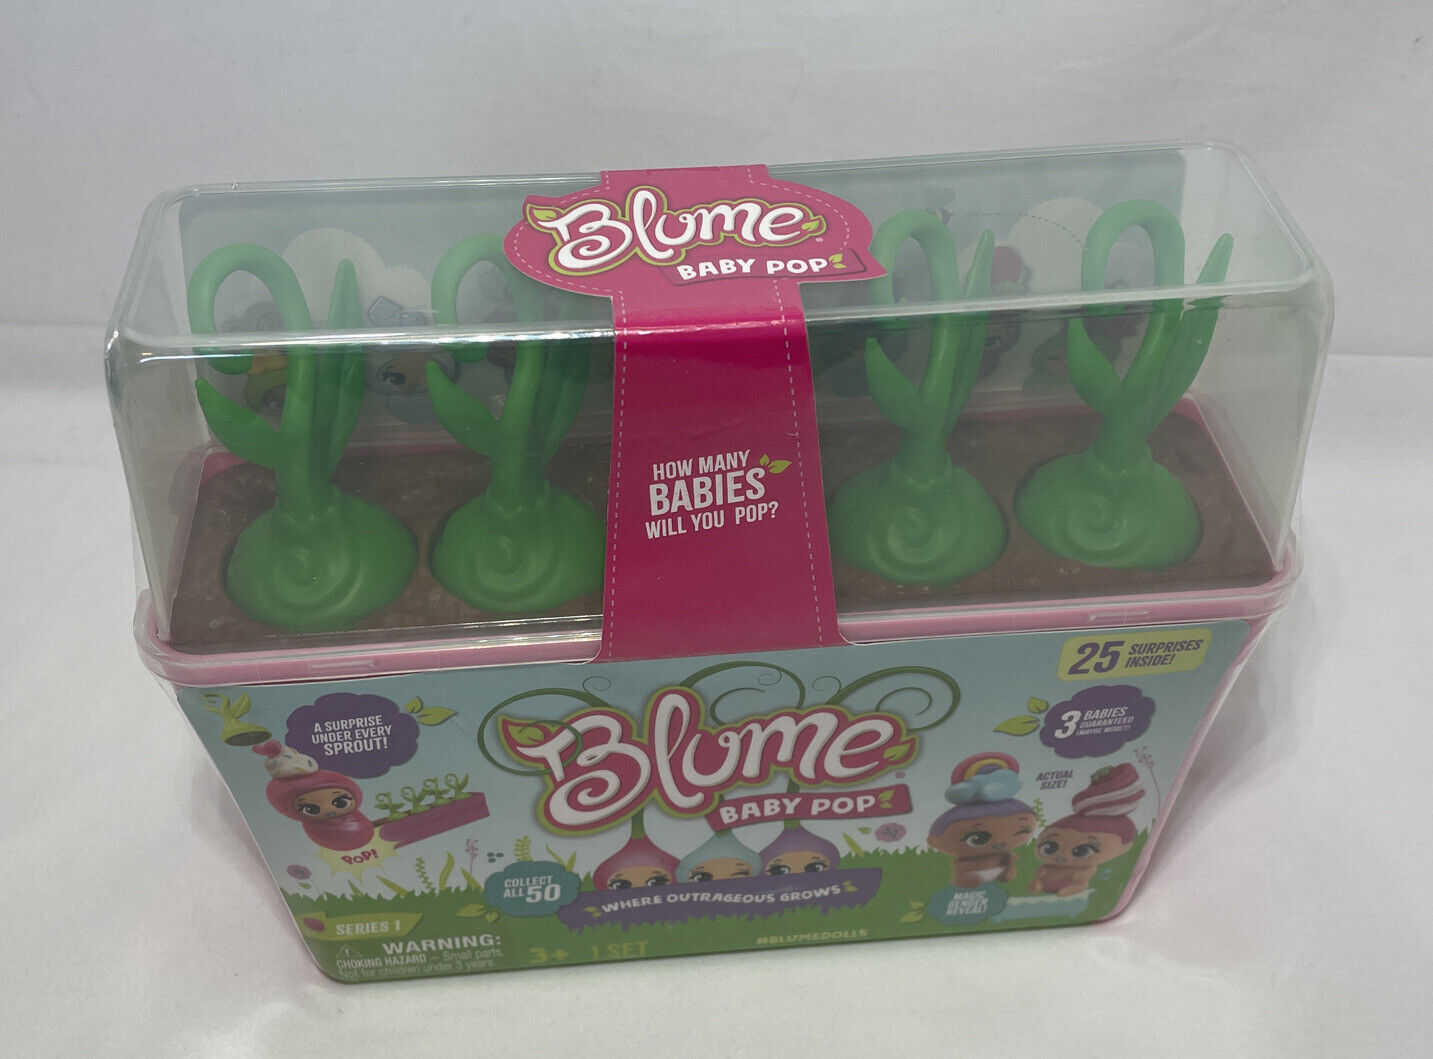 Blume
BABY POP
HOW MANY
BABIES
WILL YOU POP?
25 SURPRISES
INSIDE!
A SURPRISE
UNDER EVERY
SPROUT!
Blume
BABY POP
3 BABIES
GUARANTEED
(MAYBE MORE?!)
ACTUAL
SIZE!
POP!
COLLECT
ALL 50
WHERE OUTRAGEOUS GROWS
MAGIC
GENDER
REVEAL!
SERIES 1
WARNING:
CHOKING HAZARD – Small parts.
Not for children under 3 years.
3+ 1 SET
#BLUMEDOLLS